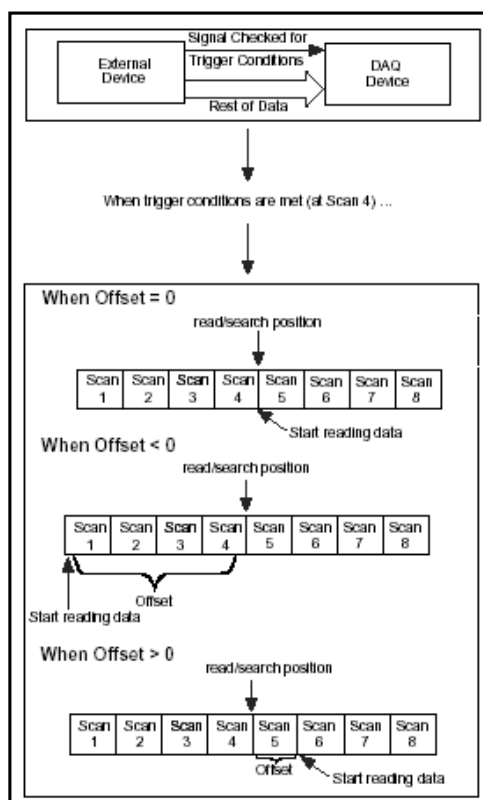 Signal Checked for
External
Device
Trigger Conditions
DAQ
Device
Rest of Data
When trigger conditions are met (at Scan 4) ...
When Offset = 0
read/search position
Scan 1 Scan 2 Scan 3 Scan 4 Scan 5 Scan 6 Scan 7 Scan 8
Start reading data
When Offset < 0
read/search position
Scan 1 Scan 2 Scan 3 Scan 4 Scan 5 Scan 6 Scan 7 Scan 8
Offset
Start reading data
When Offset > 0
read/search position
Scan 1 Scan 2 Scan 3 Scan 4 Scan 5 Scan 6 Scan 7 Scan 8
Offset
Start reading data